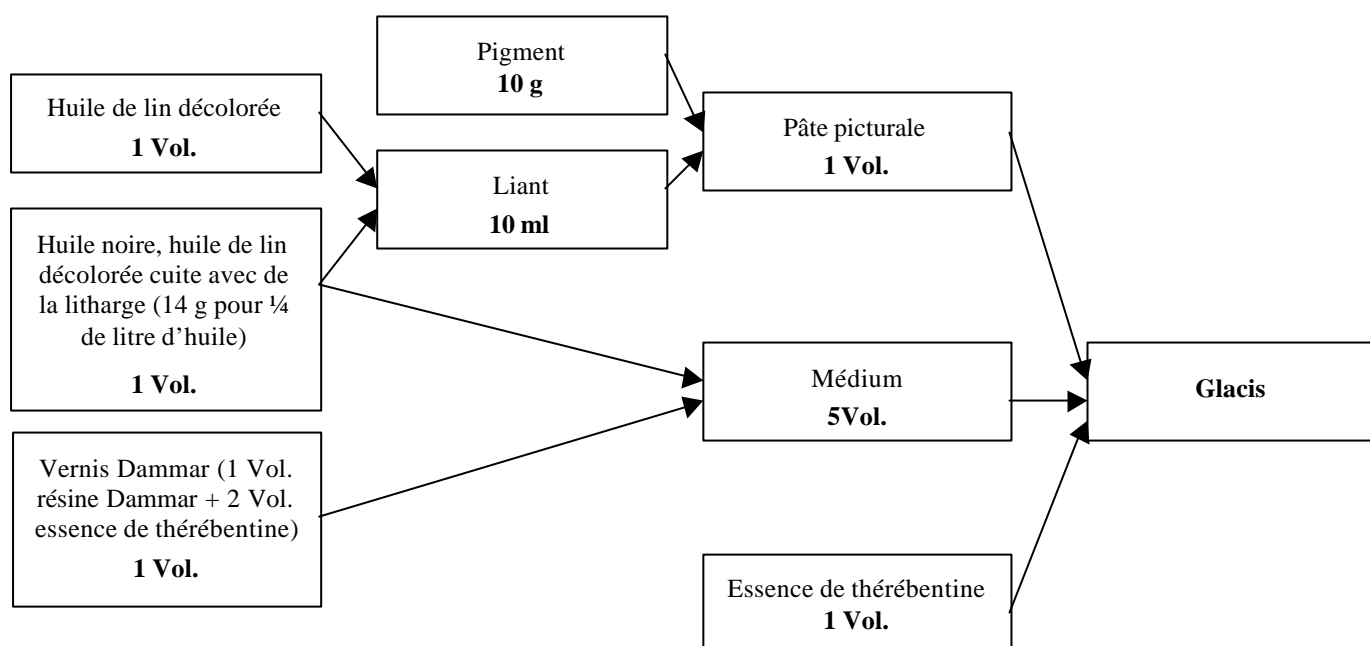 Pigment
10 g
Huile de lin décolorée
1 Vol.
Pâte picturale
1 Vol.
Liant
10 ml
Huile noire, huile de lin
décolorée cuite avec de
la litharge (14 g pour ¼
de litre d’huile)
1 Vol.
Médium
5Vol.
Glacis
Vernis Dammar (1 Vol.
résine Dammar + 2 Vol.
essence de thérébentine)
1 Vol.
Essence de thérébentine
1 Vol.